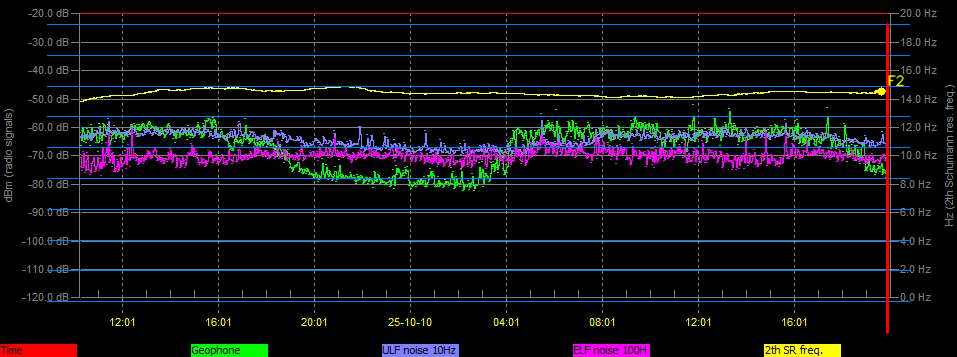 -20.0 dB 20.0 Hz
-30.0 dB 18.0 Hz
-40.0 dB 16.0 Hz
F2
-50.0 dB 14.0 Hz
-60.0 dB 12.0 Hz
-70.0 dB 10.0 Hz
-80.0 dB 8.0 Hz
-90.0 dB 6.0 Hz
-100.0 dB 4.0 Hz
-110.0 dB 2.0 Hz
-120.0 dB 0.0 Hz
dBm (radio signals)
Hz (2th Schumann res. freq.)
12:01 16:01 20:01 25-10-10 04:01 08:01 12:01 16:01
Time Geophone ULF noise 10Hz ELF noise 100H 2th SR freq.